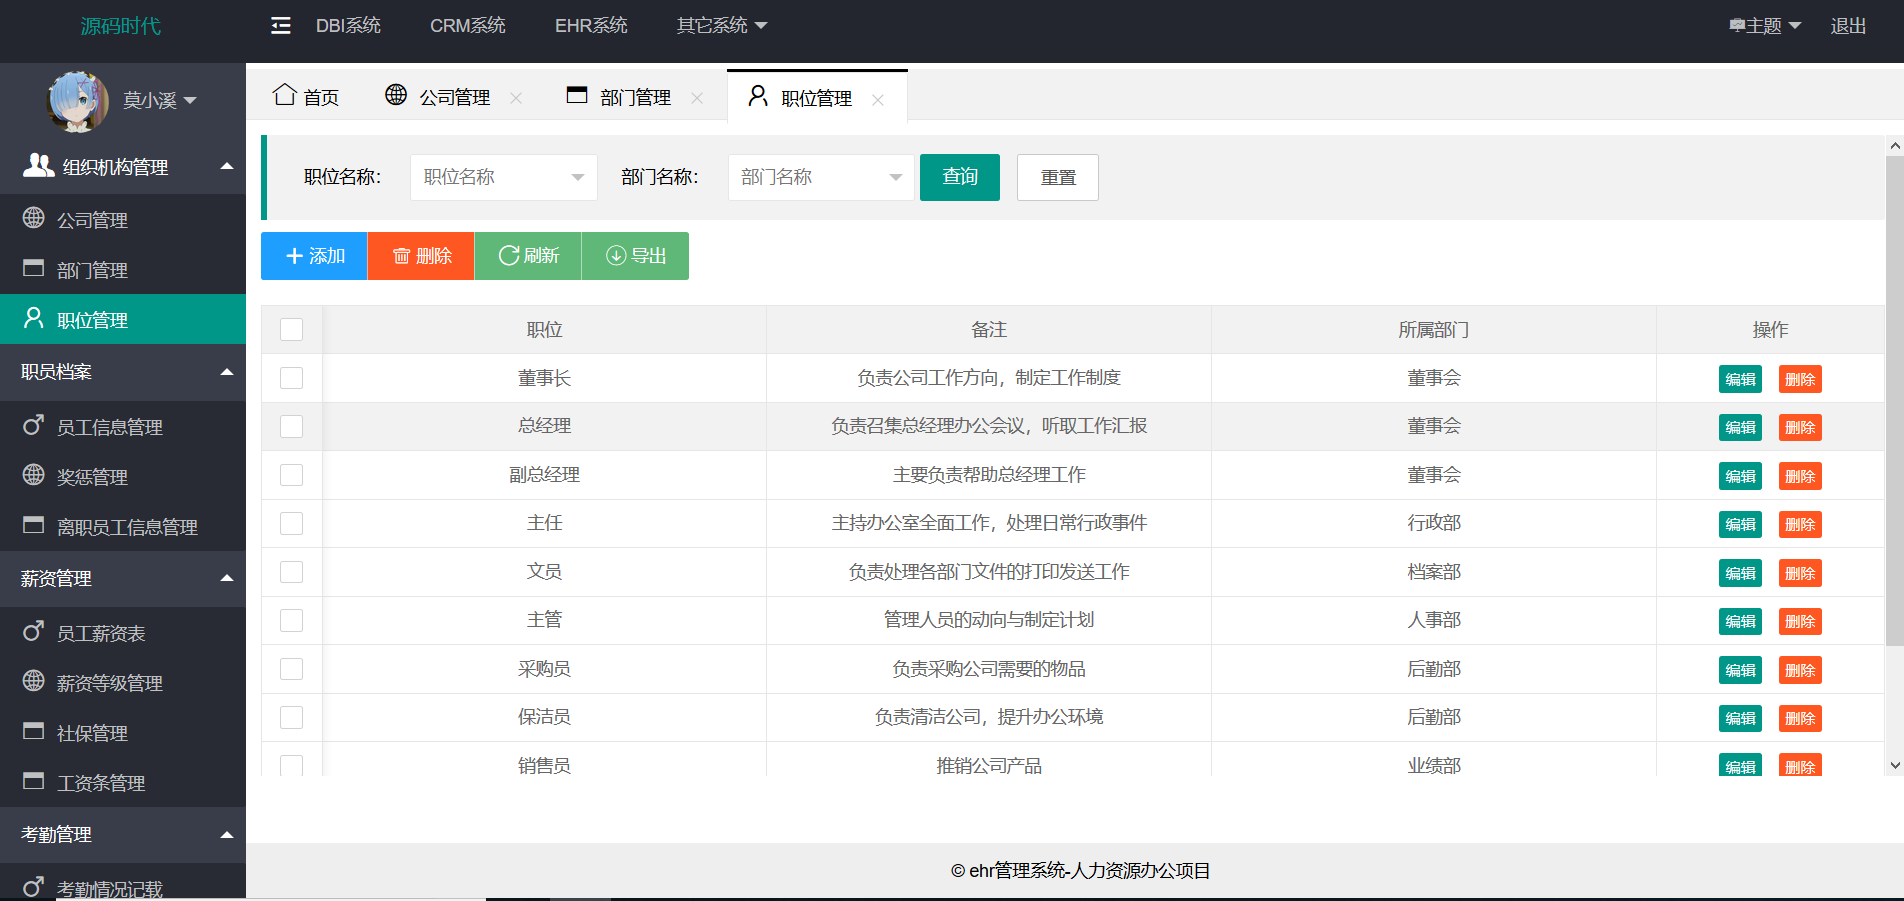 源码时代
DBI系统 CRM系统 EHR系统 其它系统
主题 退出
莫小溪
组织机构管理
公司管理
部门管理
职位管理
职员档案
员工信息管理
奖惩管理
离职员工信息管理
薪资管理
员工薪资表
薪资等级管理
社保管理
工资条管理
考勤管理
考勤情况记载
首页 公司管理 部门管理 职位管理
职位名称： 职位名称 部门名称： 部门名称 查询 重置
添加 删除 刷新 导出
职位 备注 所属部门 操作
董事长 负责公司工作方向，制定工作制度 董事会 编辑 删除
总经理 负责召集总经理办公会议，听取工作汇报 董事会 编辑 删除
副总经理 主要负责帮助总经理工作 董事会 编辑 删除
主任 主持办公室全面工作，处理日常行政事件 行政部 编辑 删除
文员 负责处理各部门文件的打印发送工作 档案部 编辑 删除
主管 管理人员的动向与制定计划 人事部 编辑 删除
采购员 负责采购公司需要的物品 后勤部 编辑 删除
保洁员 负责清洁公司，提升办公环境 后勤部 编辑 删除
销售员 推销公司产品 业绩部 编辑 删除
© ehr管理系统-人力资源办公项目